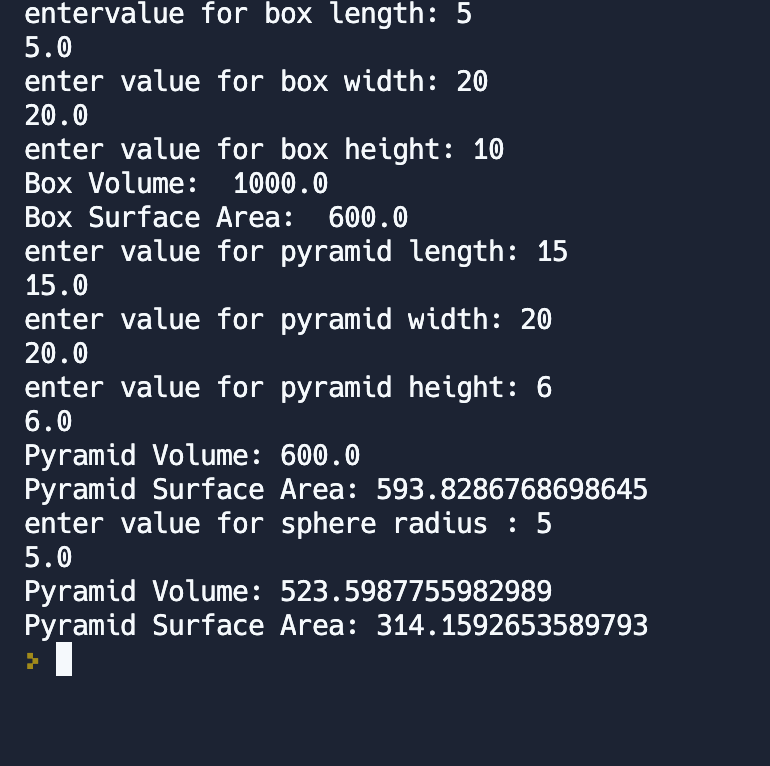 entervalue for box length: 5
5.0
enter value for box width: 20
20.0
enter value for box height: 10
Box Volume:  1000.0
Box Surface Area:  600.0
enter value for pyramid length: 15
15.0
enter value for pyramid width: 20
20.0
enter value for pyramid height: 6
6.0
Pyramid Volume: 600.0
Pyramid Surface Area: 593.8286768698645
enter value for sphere radius : 5
5.0
Pyramid Volume: 523.5987755982989
Pyramid Surface Area: 314.1592653589793
>